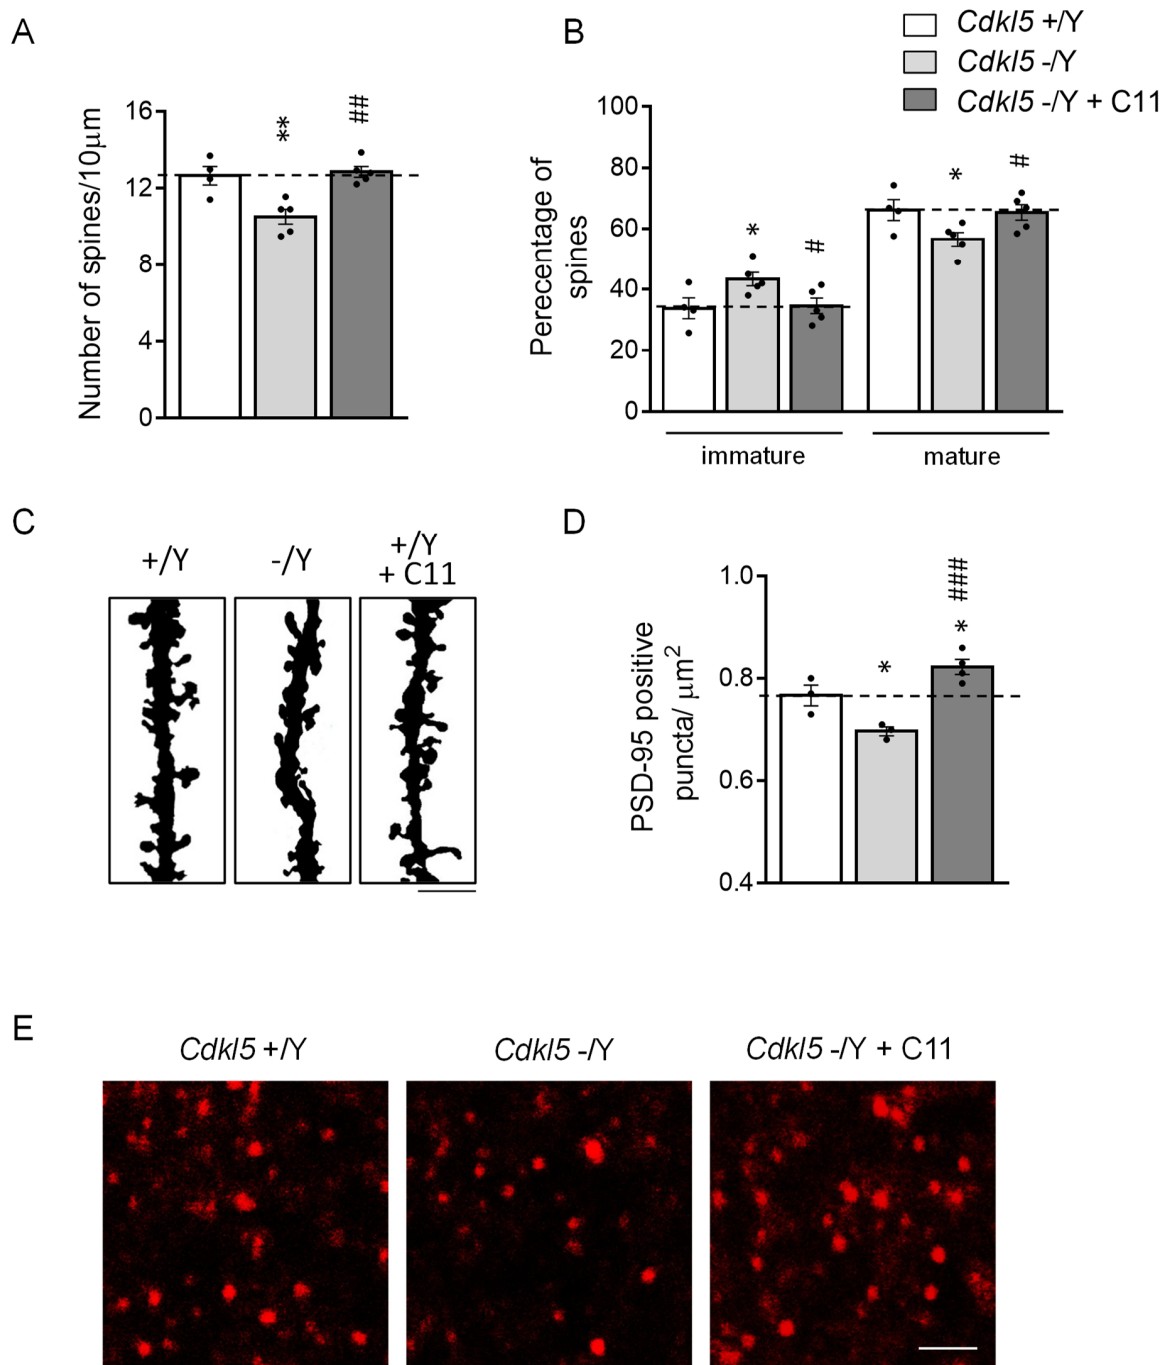 A
Number of spines/10μm
16
12
8
4
0
**
##
B
Cdkl5 +/Y
Cdkl5 -/Y
Cdkl5 -/Y + C11
Perecentage of
spines
100
80
60
40
20
0
*
#
*
#
immature
mature
C
+/Y
-/Y
+/Y
+ C11
D
PSD-95 positive
puncta/ μm²
1.0
0.8
0.6
0.4
*
###
*
E
Cdkl5 +/Y
Cdkl5 -/Y
Cdkl5 -/Y + C11